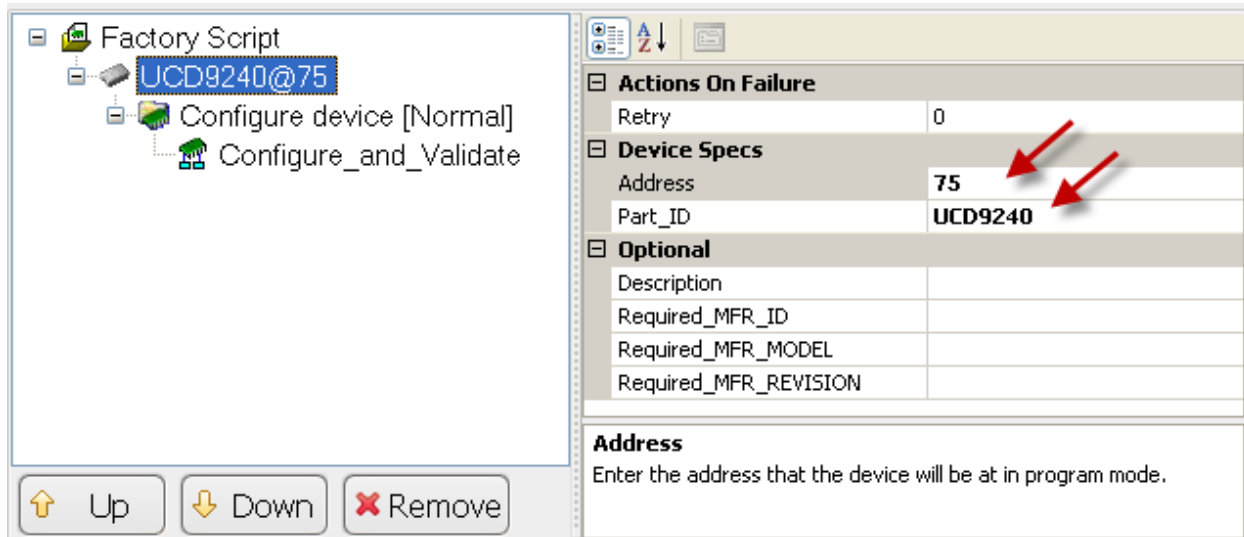 Factory Script
UCD9240@75
Configure device [Normal]
Configure_and_Validate
Up
Down
Remove
Actions On Failure
Retry 0
Device Specs
Address 75
Part_ID UCD9240
Optional
Description
Required_MFR_ID
Required_MFR_MODEL
Required_MFR_REVISION
Address
Enter the address that the device will be at in program mode.